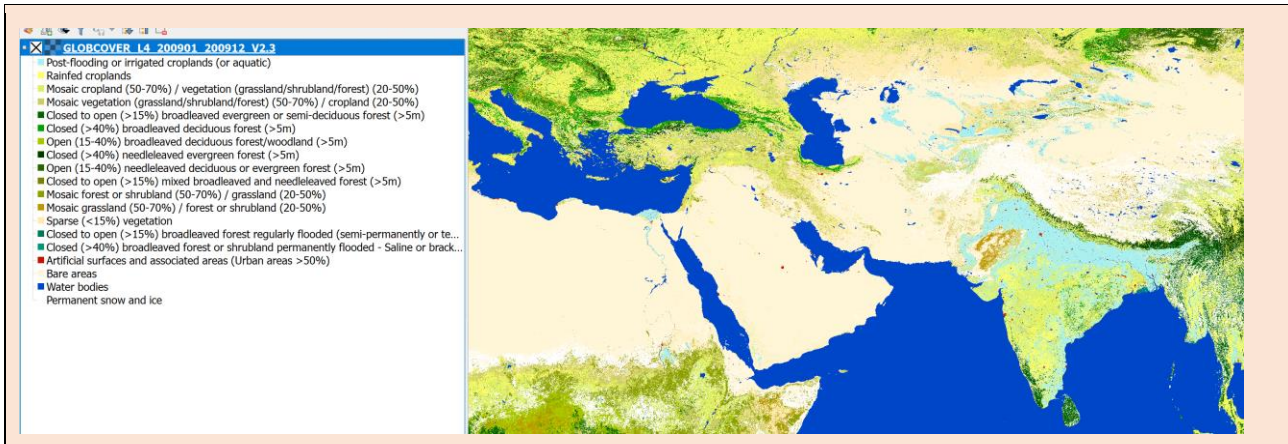 GLOBCOVER_L4_200901_200912_V2.3
Post-flooding or irrigated croplands (or aquatic)
Rainfed croplands
Mosaic cropland (50-70%) / vegetation (grassland/shrubland/forest) (20-50%)
Mosaic vegetation (grassland/shrubland/forest) (50-70%) / cropland (20-50%)
Closed to open (>15%) broadleaved evergreen or semi-deciduous forest (>5m)
Closed (>40%) broadleaved deciduous forest (>5m)
Open (15-40%) broadleaved deciduous forest/woodland (>5m)
Closed (>40%) needleleaved evergreen forest (>5m)
Open (15-40%) needleleaved deciduous or evergreen forest (>5m)
Closed to open (>15%) mixed broadleaved and needleleaved forest (>5m)
Mosaic forest or shrubland (50-70%) / grassland (20-50%)
Mosaic grassland (50-70%) / forest or shrubland (20-50%)
Sparse (<15%) vegetation
Closed to open (>15%) broadleaved forest regularly flooded (semi-permanently or te...
Closed (>40%) broadleaved forest or shrubland permanently flooded - Saline or brack...
Artificial surfaces and associated areas (Urban areas >50%)
Bare areas
Water bodies
Permanent snow and ice